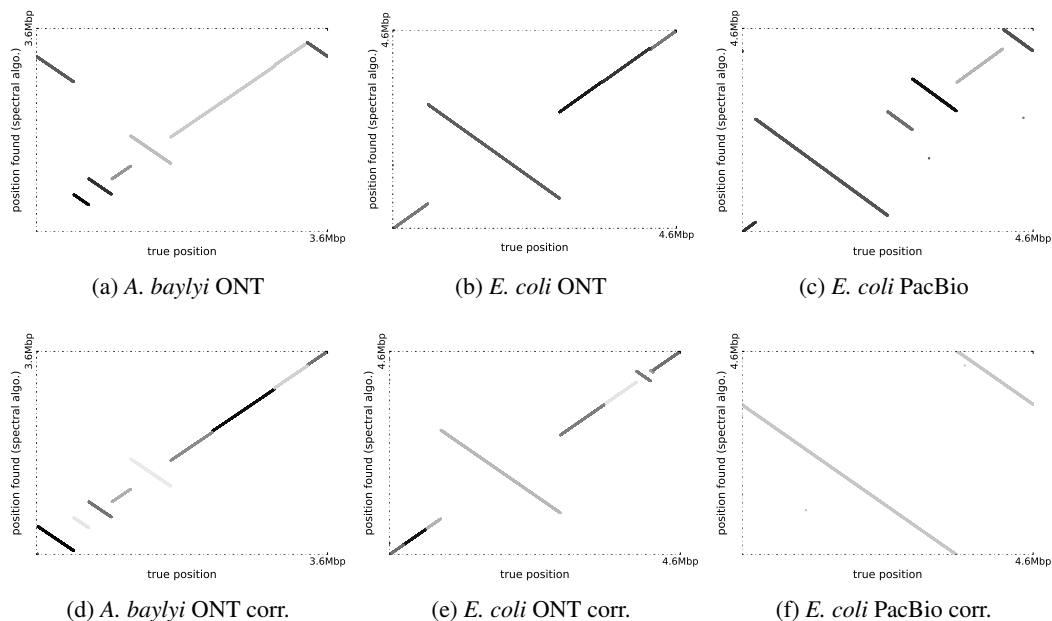 3.6Mbp
position found (spectral algo.)
true position
3.6Mbp
(a) A. baylyi ONT
4.6Mbp
position found (spectral algo.)
true position
4.6Mbp
(b) E. coli ONT
4.6Mbp
position found (spectral algo.)
true position
4.6Mbp
(c) E. coli PacBio
3.6Mbp
position found (spectral algo.)
true position
3.6Mbp
(d) A. baylyi ONT corr.
4.6Mbp
position found (spectral algo.)
true position
4.6Mbp
(e) E. coli ONT corr.
4.6Mbp
position found (spectral algo.)
true position
4.6Mbp
(f) E. coli PacBio corr.